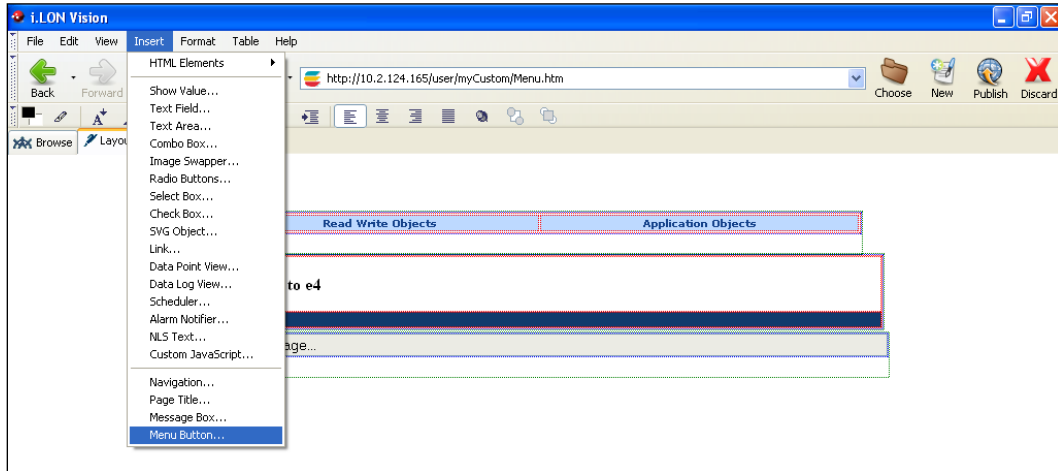 i.LON Vision
File Edit View Insert Format Table Help
HTML Elements
Show Value...
Text Field...
Text Area...
Combo Box...
Image Swapper...
Radio Buttons...
Select Box...
Check Box...
SVG Object...
Link...
Data Point View...
Data Log View...
Scheduler...
Alarm Notifier...
NLS Text...
Custom JavaScript...
Navigation...
Page Title...
Message Box...
Menu Button...
Back Forward http://10.2.124.165/user/myCustom/Menu.htm Choose New Publish Discard
A
Browse Layou
Read Write Objects Application Objects
to e4
age...